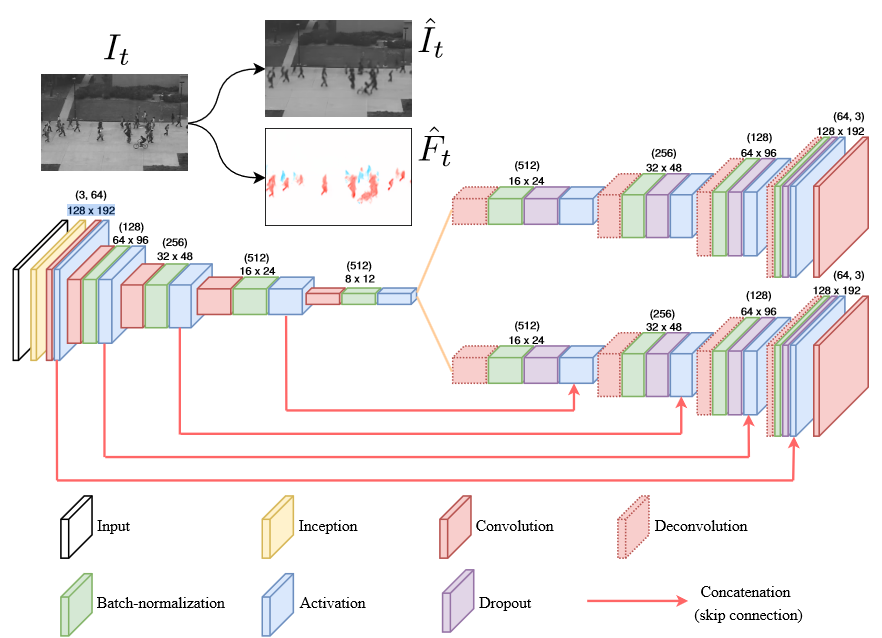 I_t
Î_t
F̂_t
(3, 64)
128 x 192
(128)
64 x 96
(256)
32 x 48
(512)
16 x 24
(512)
8 x 12
(512)
16 x 24
(256)
32 x 48
(128)
64 x 96
(64, 3)
128 x 192
(512)
16 x 24
(256)
32 x 48
(128)
64 x 96
(64, 3)
128 x 192
Input
Inception
Convolution
Deconvolution
Batch-normalization
Activation
Dropout
Concatenation
(skip connection)